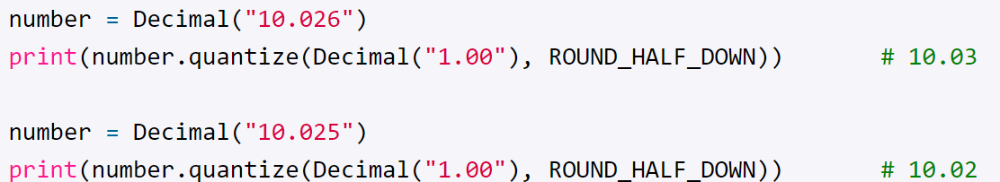 number = Decimal("10.026")
print(number.quantize(Decimal("1.00"), ROUND_HALF_DOWN))       # 10.03
number = Decimal("10.025")
print(number.quantize(Decimal("1.00"), ROUND_HALF_DOWN))       # 10.02